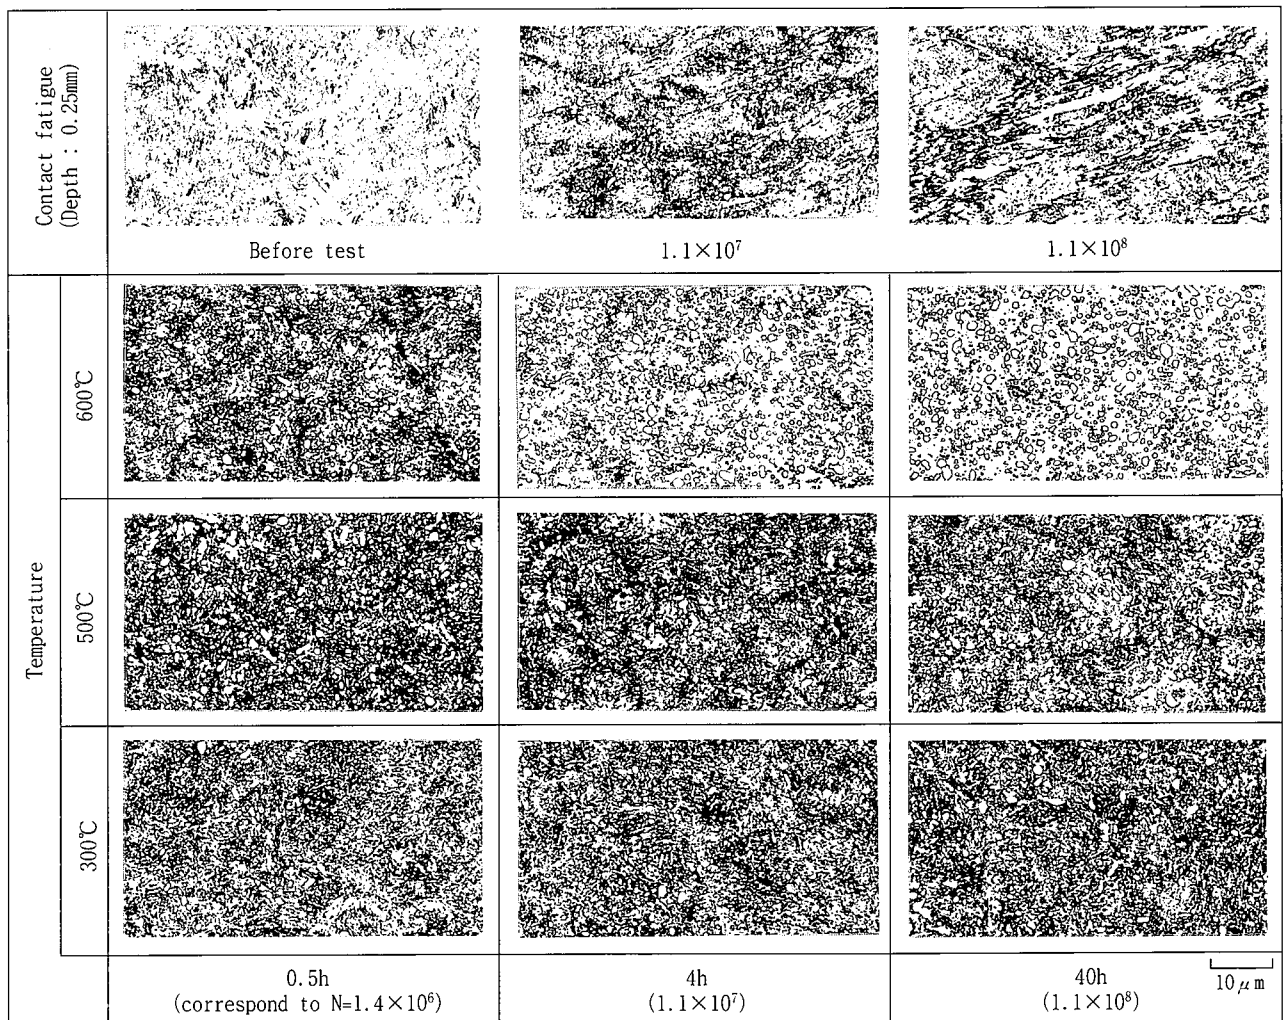 Contact fatigue
(Depth : 0.25mm)
Before test
1.1×10⁷
1.1×10⁸
Temperature
600℃
500℃
300℃
0.5h
(correspond to N=1.4×10⁶)
4h
(1.1×10⁷)
40h
(1.1×10⁸)
10μm